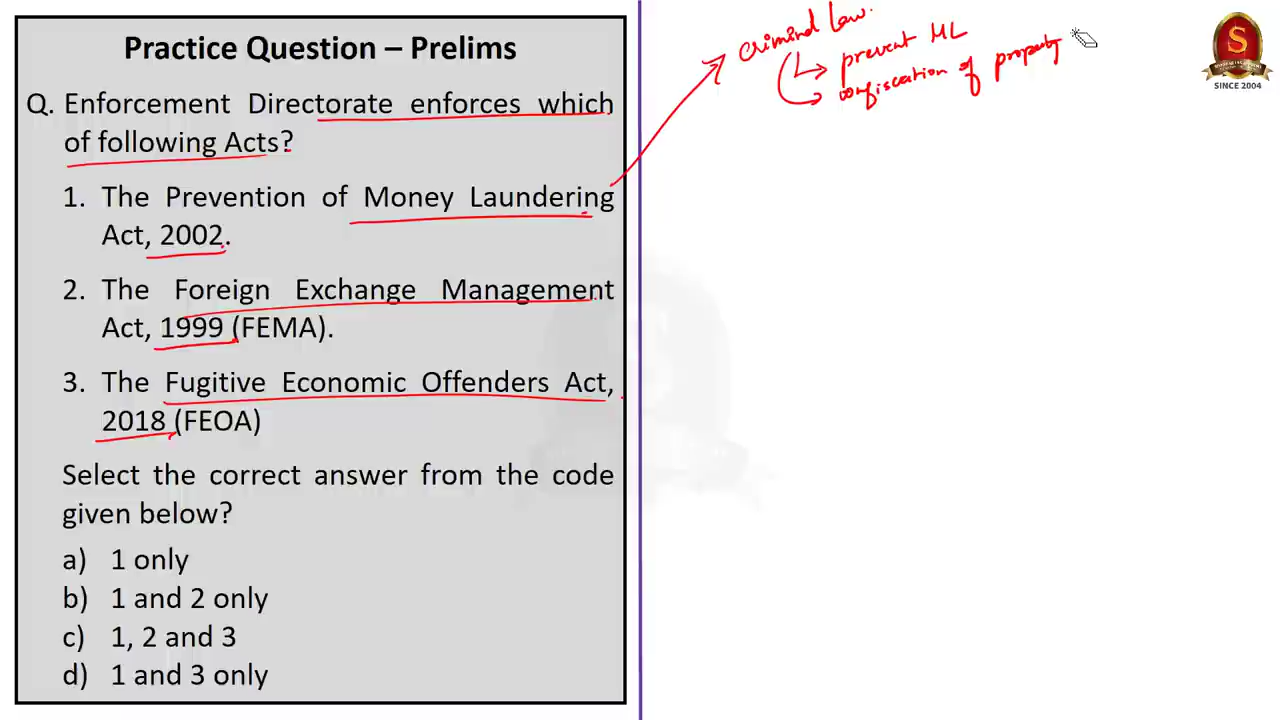 Practice Question – Prelims
Q. Enforcement Directorate enforces which
of following Acts?
1. The Prevention of Money Laundering
Act, 2002.
2. The Foreign Exchange Management
Act, 1999 (FEMA).
3. The Fugitive Economic Offenders Act,
2018 (FEOA)
Select the correct answer from the code
given below?
a) 1 only
b) 1 and 2 only
c) 1, 2 and 3
d) 1 and 3 only
criminal law.
prevent ML
confiscation of property
S
SINCE 2004